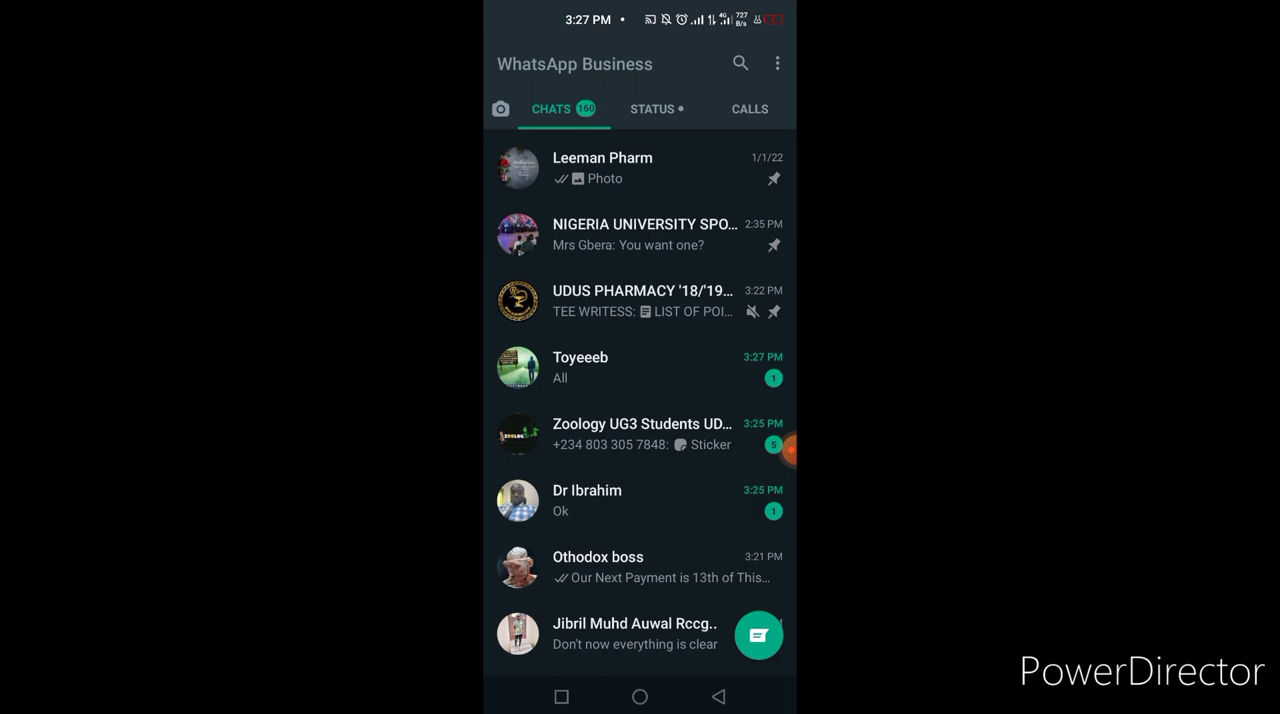 3:27 PM • 4G 727 B/s
WhatsApp Business
CHATS 160 STATUS • CALLS
Leeman Pharm 1/1/22
Photo
NIGERIA UNIVERSITY SPO... 2:35 PM
Mrs Gbera: You want one?
UDUS PHARMACY '18/'19... 3:22 PM
TEE WRITESS: LIST OF POI...
Toyeeeb 3:27 PM
All 1
Zoology UG3 Students UD... 3:25 PM
+234 803 305 7848: Sticker 5
Dr Ibrahim 3:25 PM
Ok 1
Othodox boss 3:21 PM
Our Next Payment is 13th of This...
Jibril Muhd Auwal Rccg..
Don't now everything is clear
PowerDirector